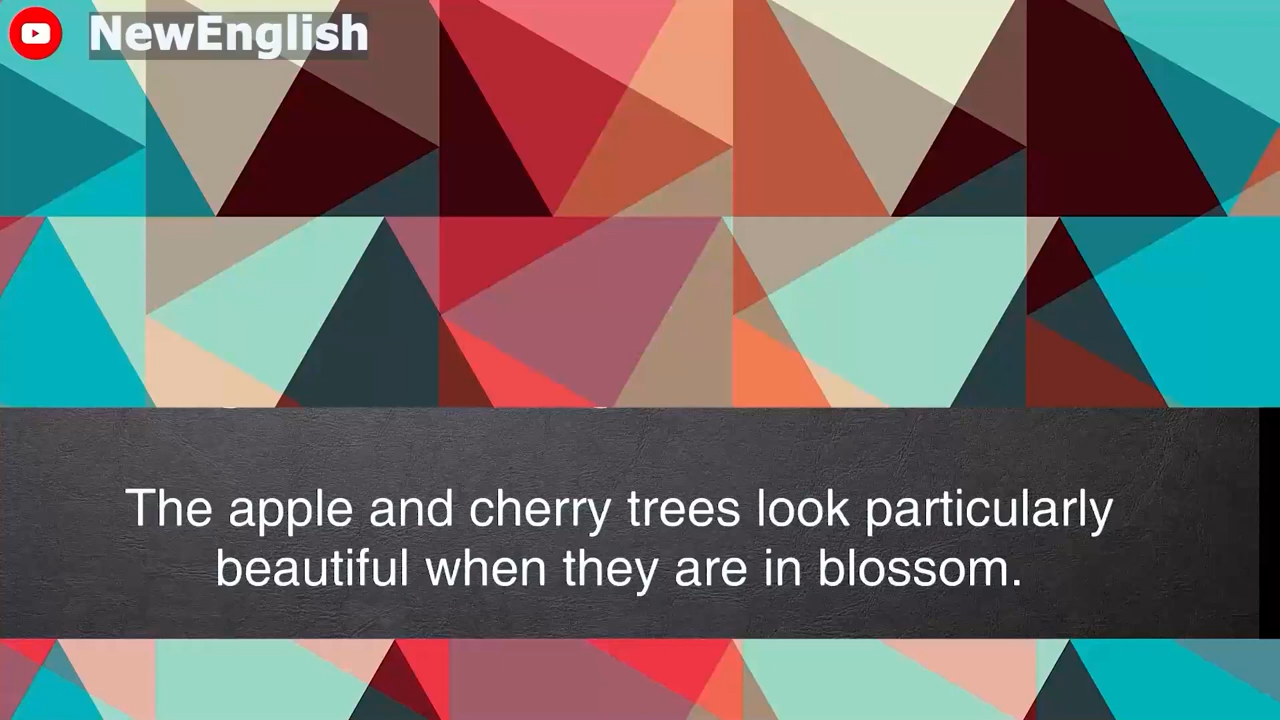 NewEnglish
The apple and cherry trees look particularly
beautiful when they are in blossom.